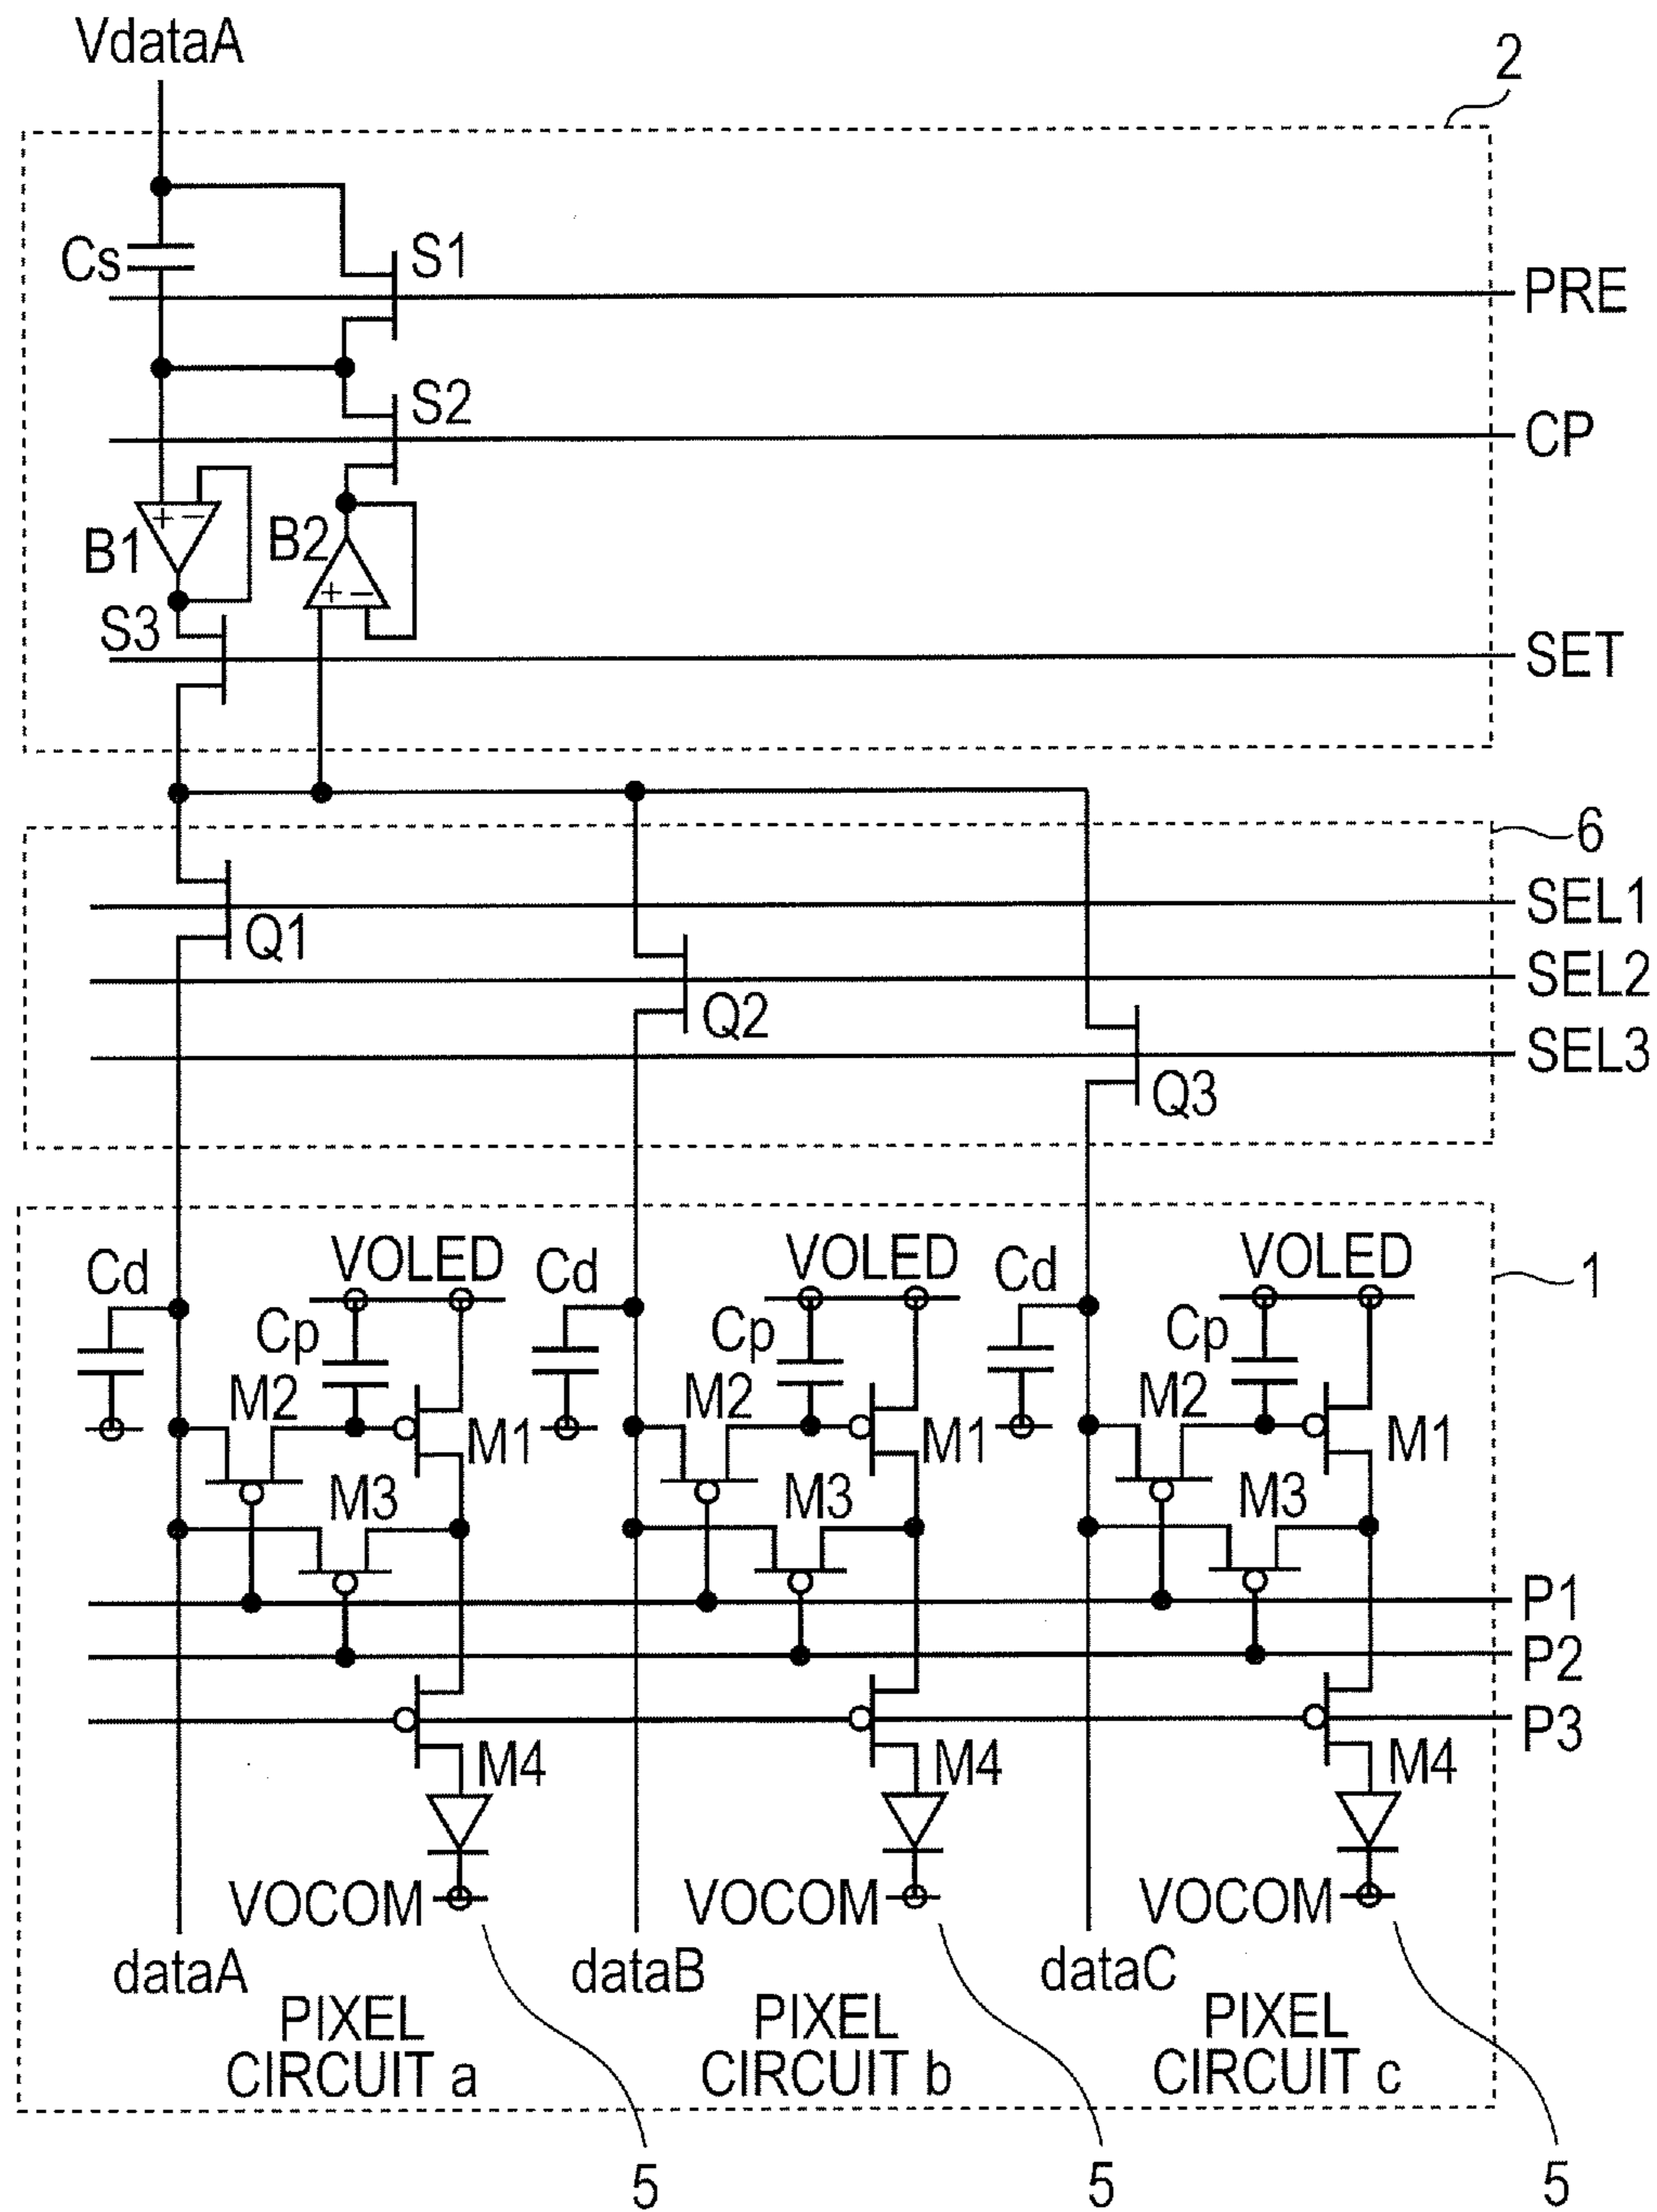 VdataA
2
Cs
S1
PRE
S2
CP
+ −
B1
B2
+ −
S3
SET
6
SEL1
Q1
SEL2
Q2
SEL3
Q3
Cd
VOLED
Cd
VOLED
Cd
VOLED
1
Cp
Cp
Cp
M2
M1
M2
M1
M2
M1
M3
M3
M3
P1
P2
P3
M4
M4
M4
VOCOM
VOCOM
VOCOM
dataA
dataB
dataC
PIXEL
CIRCUIT a
PIXEL
CIRCUIT b
PIXEL
CIRCUIT c
5
5
5